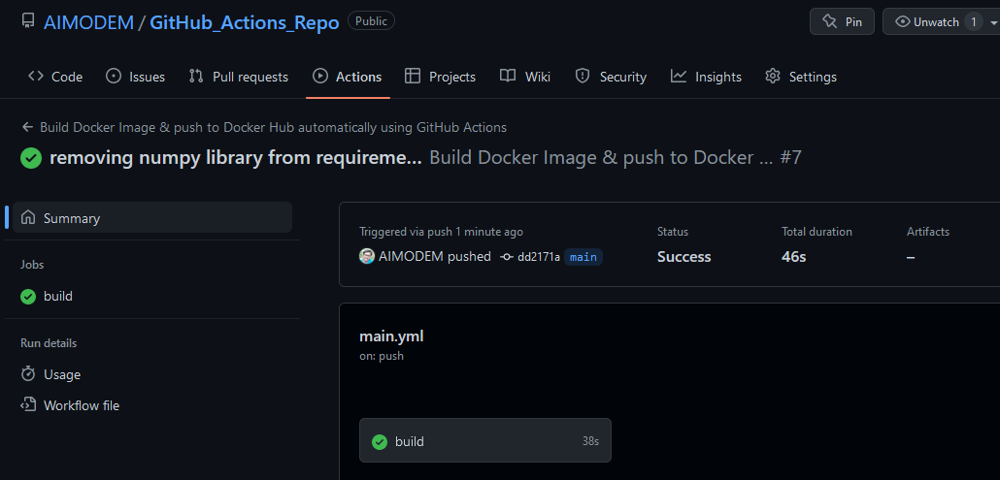 AIMODEM / GitHub_Actions_Repo Public Pin Unwatch 1
Code Issues Pull requests Actions Projects Wiki Security Insights Settings
← Build Docker Image & push to Docker Hub automatically using GitHub Actions
removing numpy library from requireme... Build Docker Image & push to Docker ... #7
Summary
Jobs
build
Run details
Usage
Workflow file
Triggered via push 1 minute ago
AIMODEM pushed dd2171a main
Status
Success
Total duration
46s
Artifacts
–
main.yml
on: push
build 38s